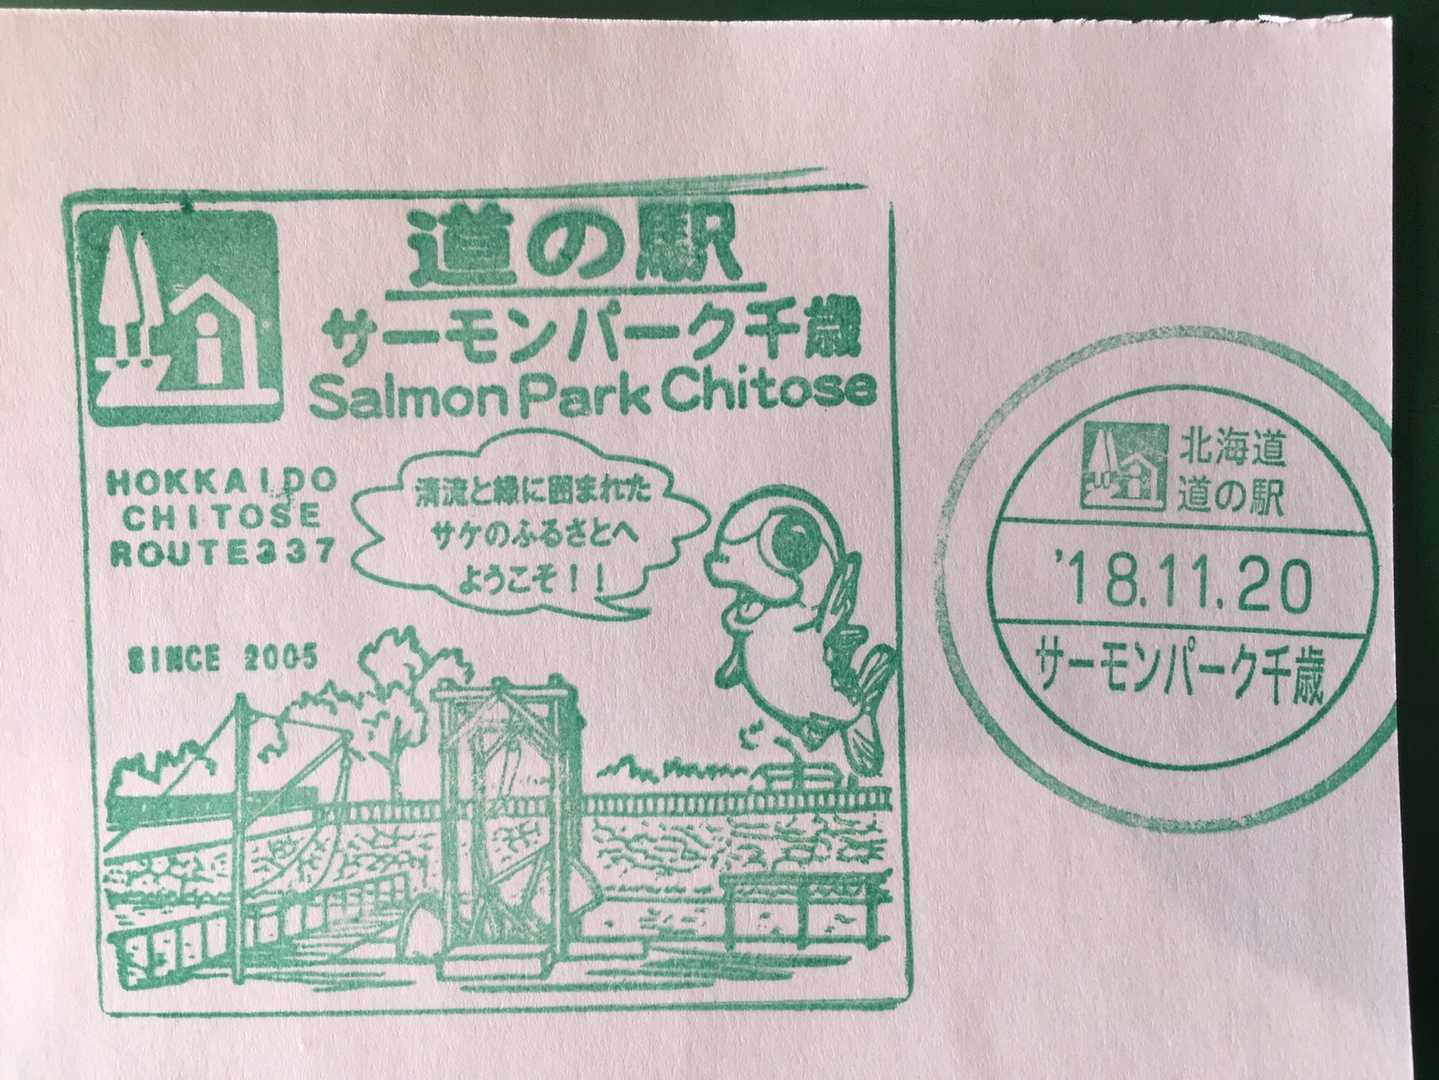 道の駅
サーモンパーク千歳
Salmon Park Chitose
HOKKAIDO
CHITOSE
ROUTE337
清流と緑に囲まれた
サケのふるさとへ
ようこそ!!
SINCE 2005
北海道
道の駅
'18.11.20
サーモンパーク千歳